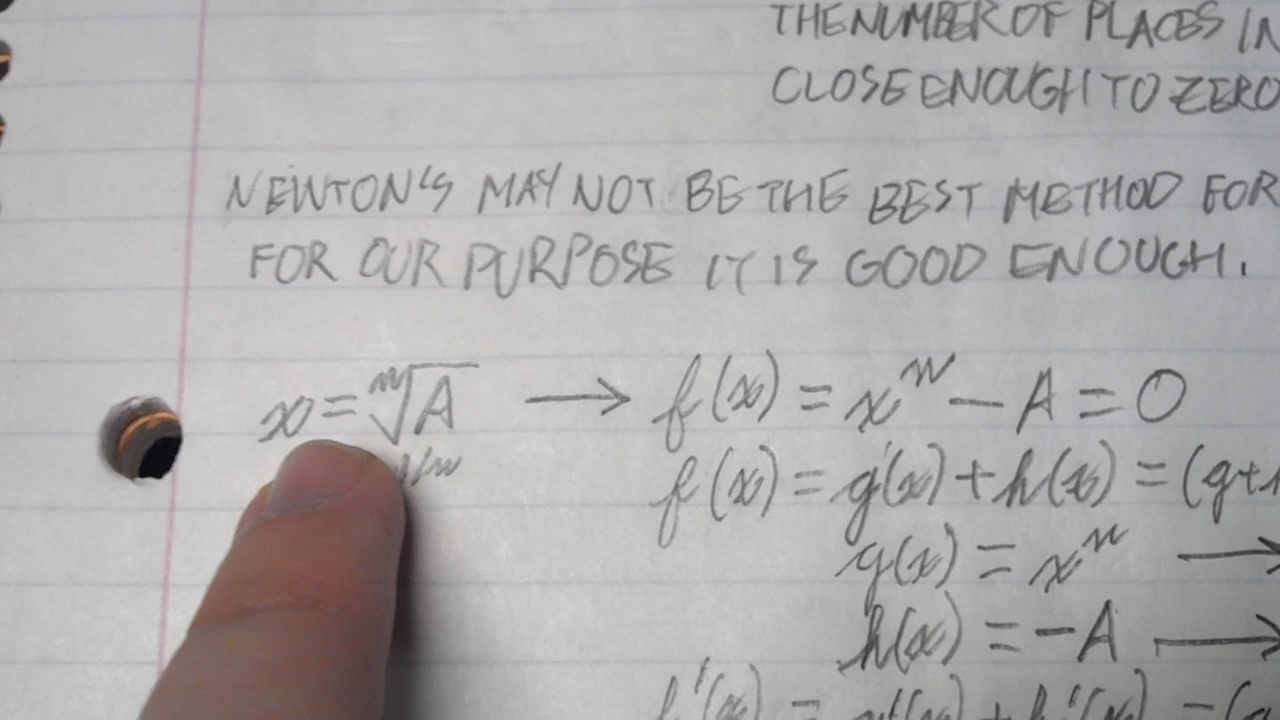 THE NUMBER OF PLACES IN
CLOSE ENOUGH TO ZERO
NEWTON'S MAY NOT BE THE BEST METHOD FOR
FOR OUR PURPOSE IT IS GOOD ENOUGH.
x = ⁿ√A → f(x) = xⁿ − A = 0
f(x) = g(x) + h(x) = (g+h
g(x) = xⁿ →
h(x) = −A →
f'(x) = g'(x) + h'(x) = (g